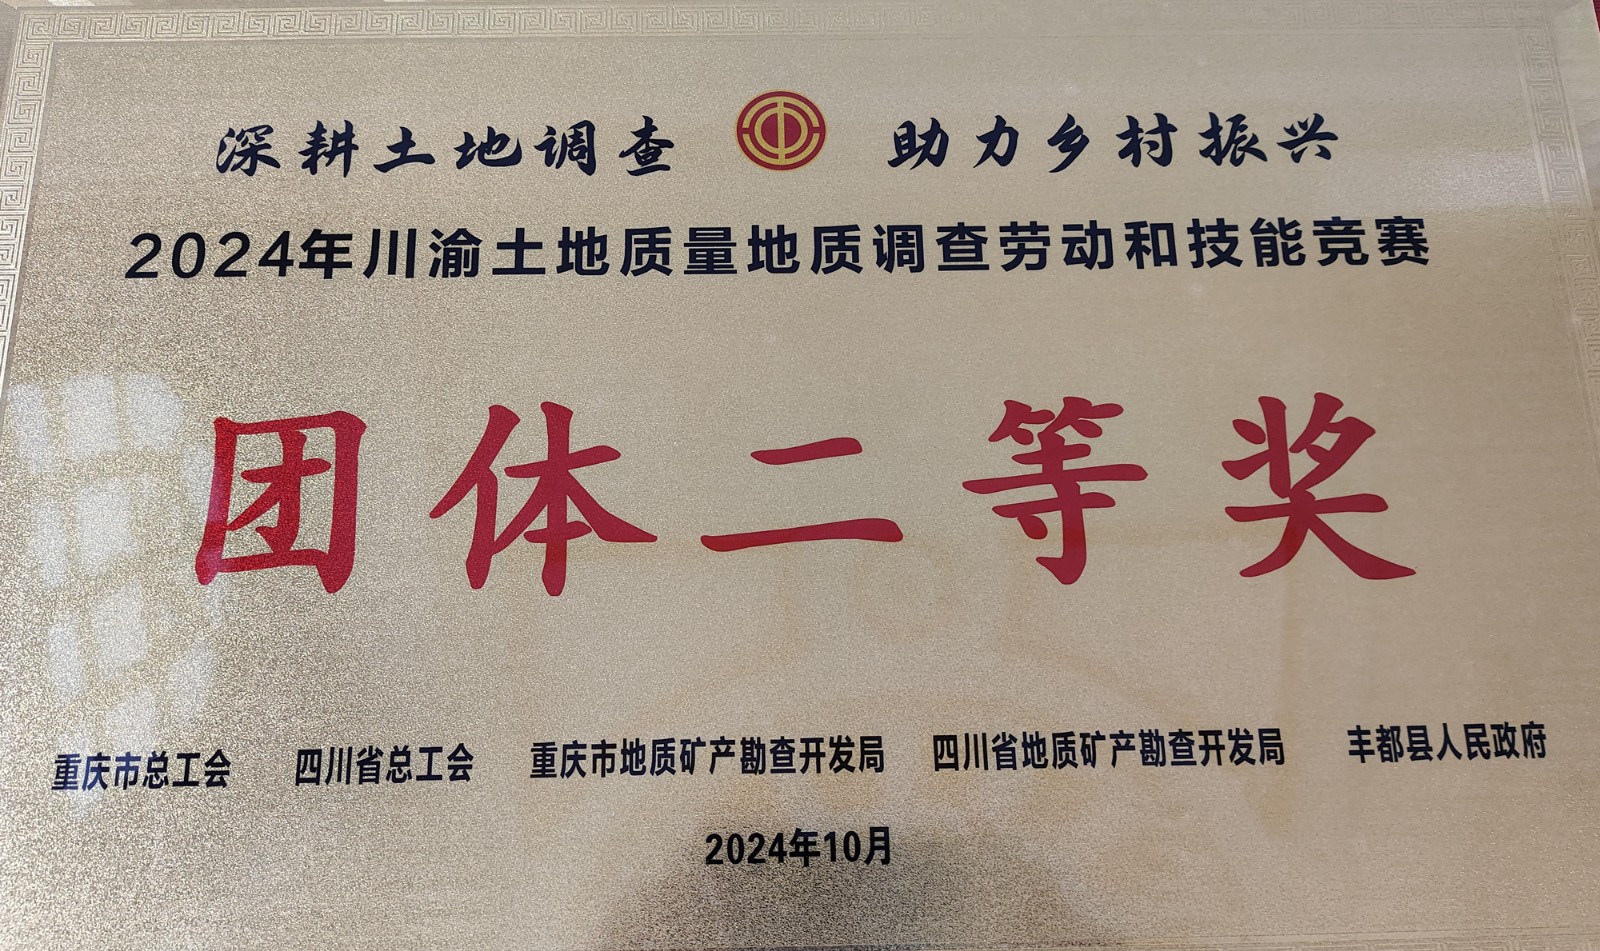 深耕土地调查 助力乡村振兴
2024年川渝土地质量地质调查劳动和技能竞赛
团体二等奖
重庆市总工会 四川省总工会 重庆市地质矿产勘查开发局 四川省地质矿产勘查开发局 丰都县人民政府
2024年10月